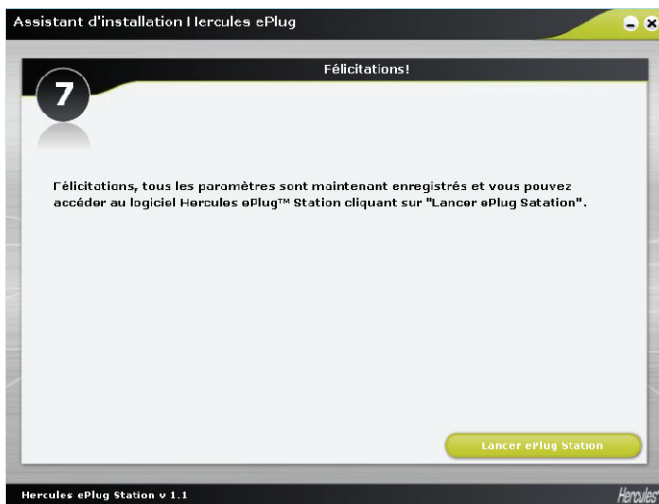 Assistant d'installation Hercules ePlug
Félicitations!
7
Félicitations, tous les paramètres sont maintenant enregistrés et vous pouvez
accéder au logiciel Hercules ePlug™ Station cliquant sur "Lancer ePlug Satation".
Lancer ePlug Station
Hercules ePlug Station v 1.1
Hercules